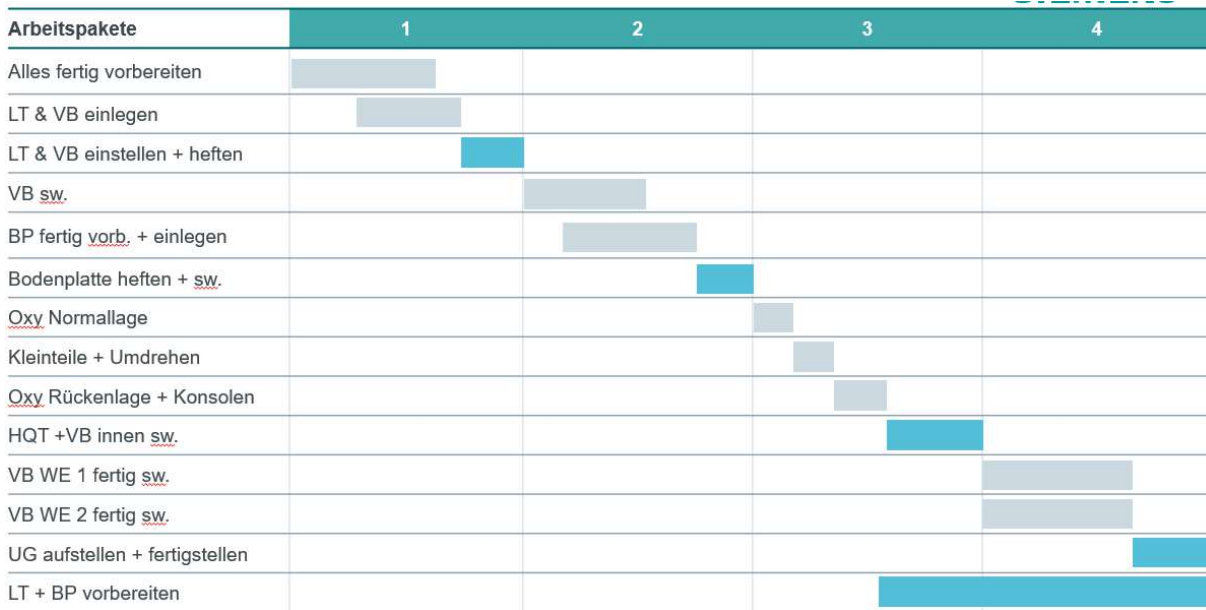 Arbeitspakete 1 2 3 4
Alles fertig vorbereiten
LT & VB einlegen
LT & VB einstellen + heften
VB sw.
BP fertig vorb. + einlegen
Bodenplatte heften + sw.
Oxy Normallage
Kleinteile + Umdrehen
Oxy Rückenlage + Konsolen
HQT +VB innen sw.
VB WE 1 fertig sw.
VB WE 2 fertig sw.
UG aufstellen + fertigstellen
LT + BP vorbereiten